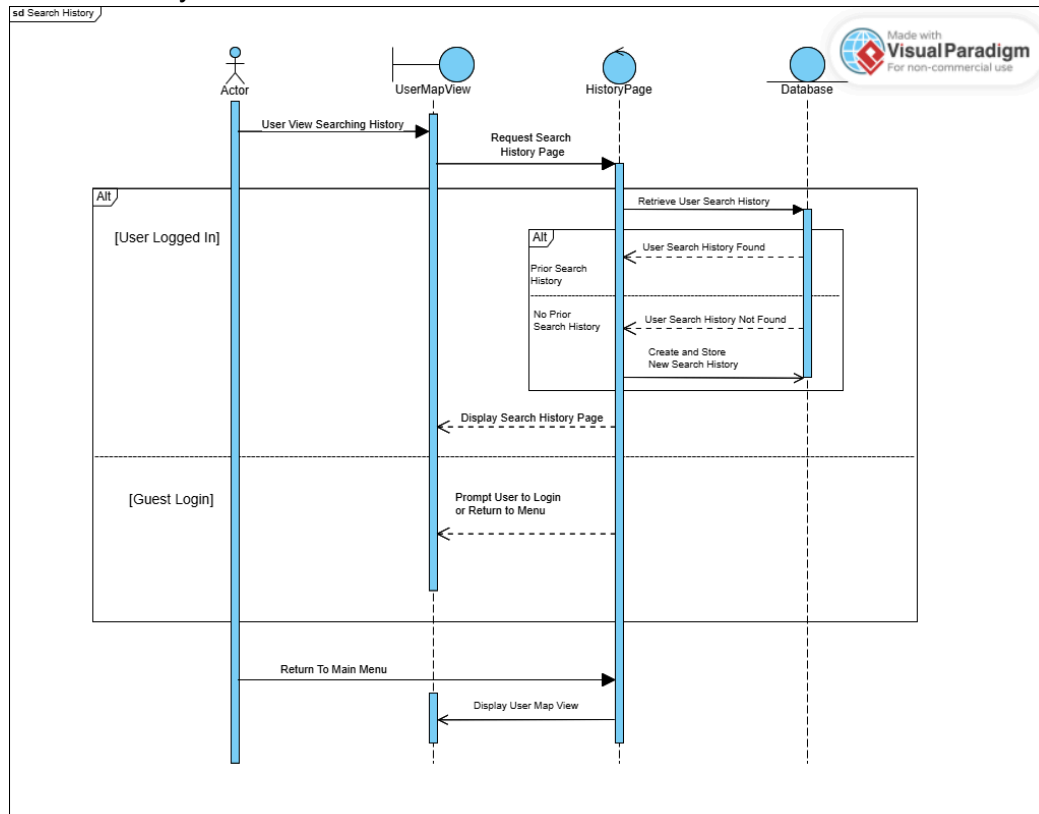 sd Search History
Made with
Visual Paradigm
For non-commercial use
Actor
UserMapView
HistoryPage
Database
User View Searching History
Request Search
History Page
Alt
Retrieve User Search History
[User Logged In]
Alt
User Search History Found
Prior Search
History
No Prior
Search History
User Search History Not Found
Create and Store
New Search History
Display Search History Page
[Guest Login]
Prompt User to Login
or Return to Menu
Return To Main Menu
Display User Map View